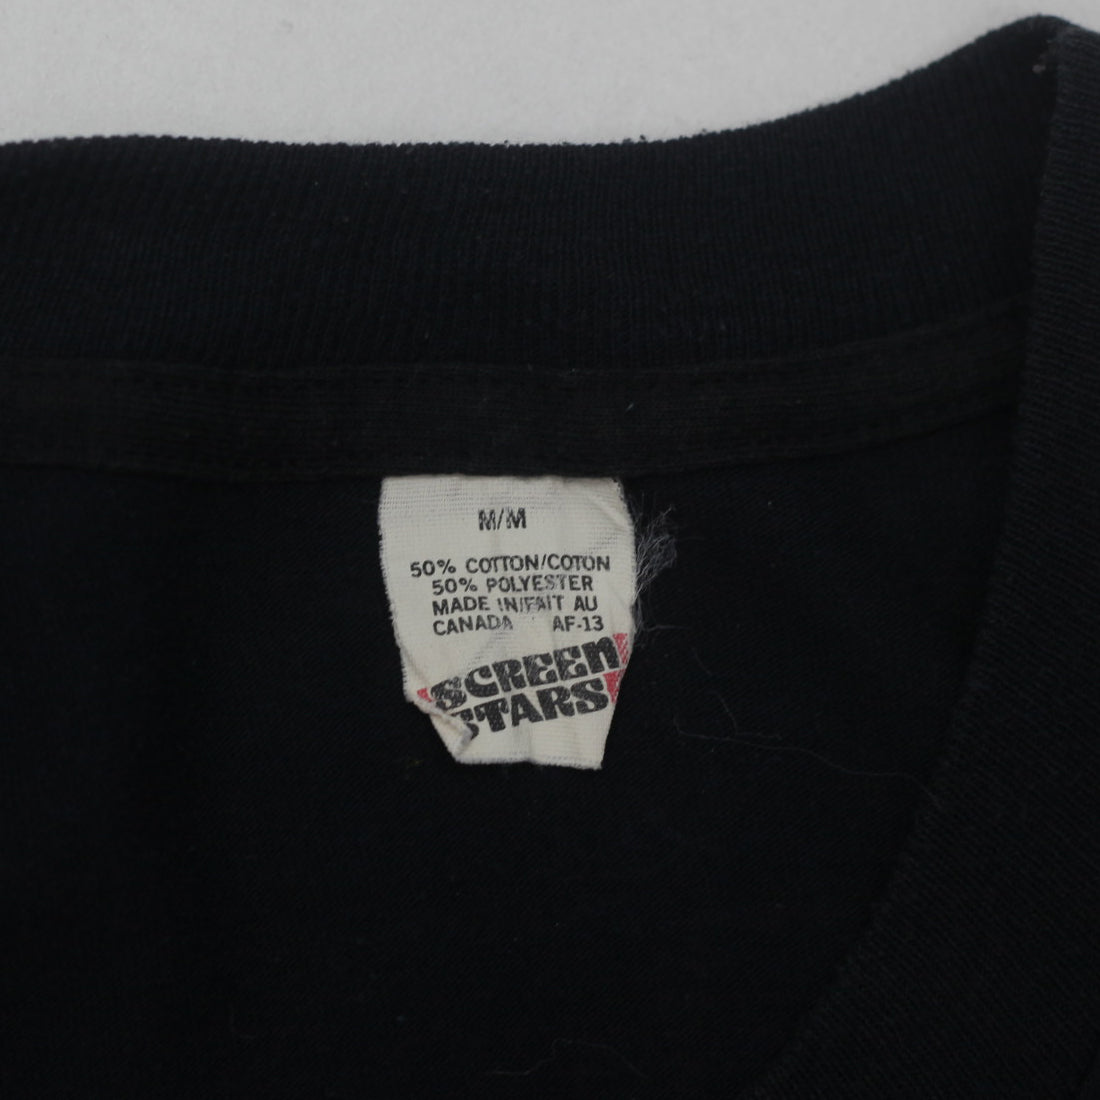 M/M
50% COTTON/COTON
50% POLYESTER
MADE IN/FAIT AU
CANADA AF-13
SCREEN
STARS